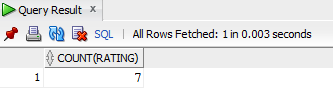 Query Result x
SQL | All Rows Fetched: 1 in 0.003 seconds
COUNT(RATING)
1 7